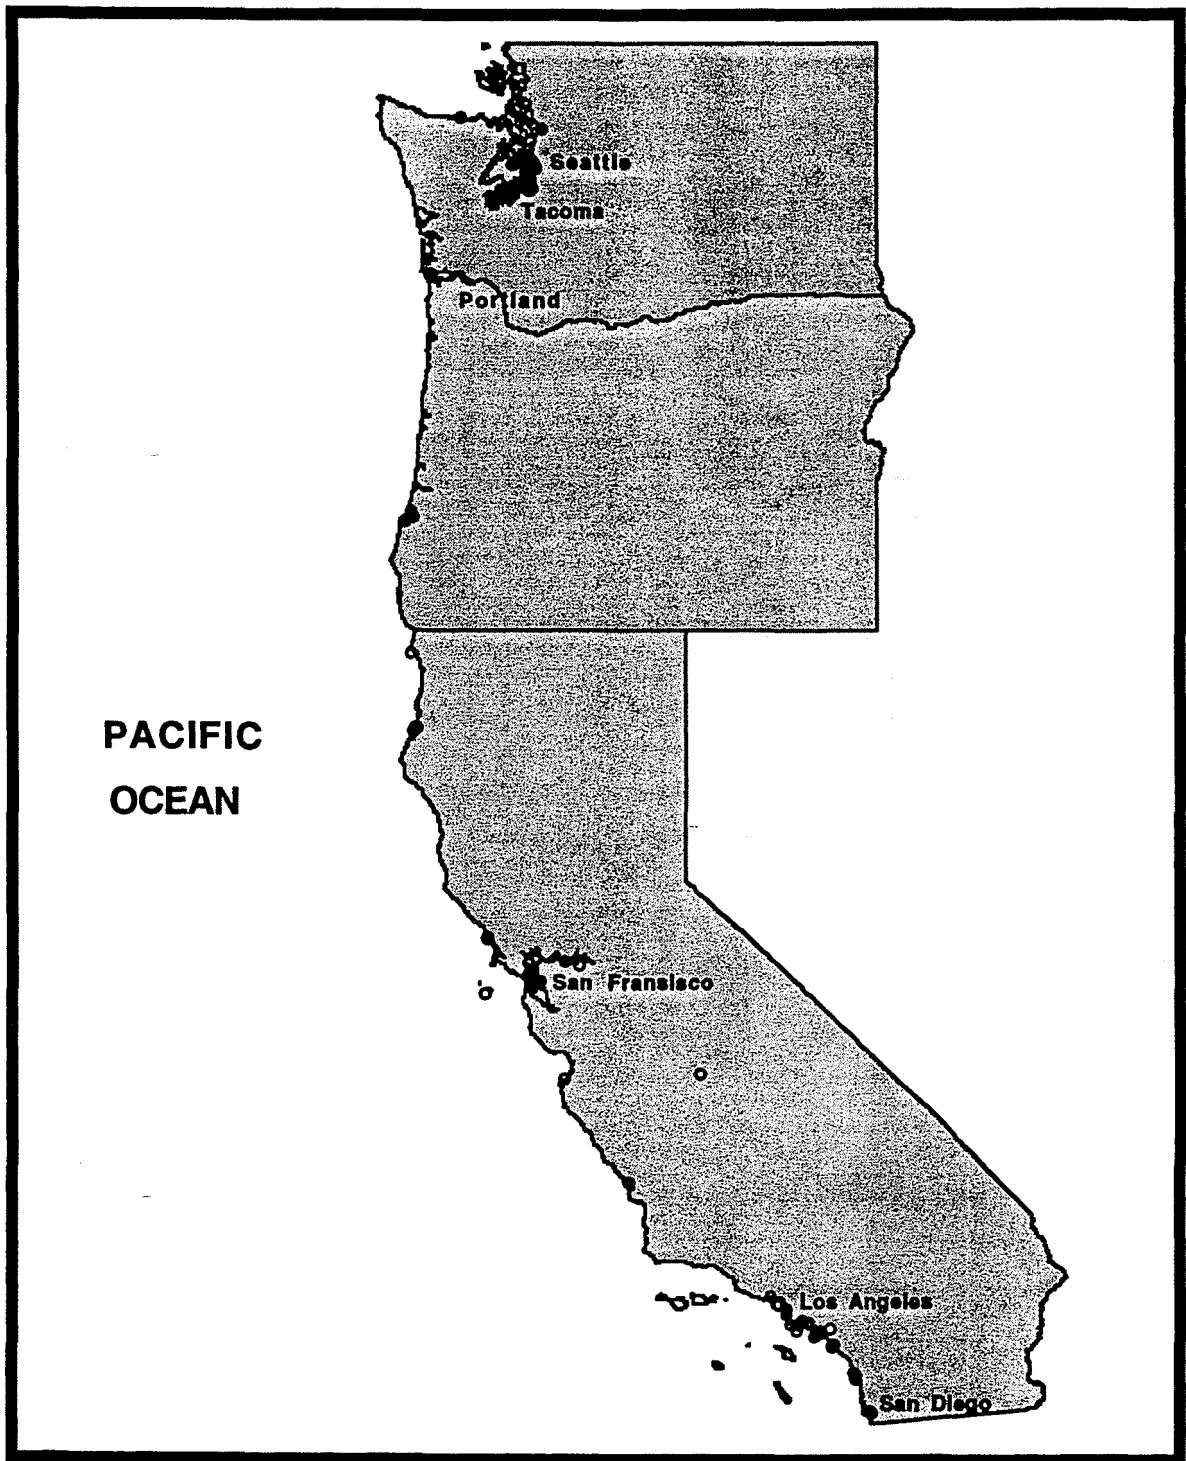 Seattle
Tacoma
Portland
PACIFIC
OCEAN
San Fransisco
Los Angeles
San Diego